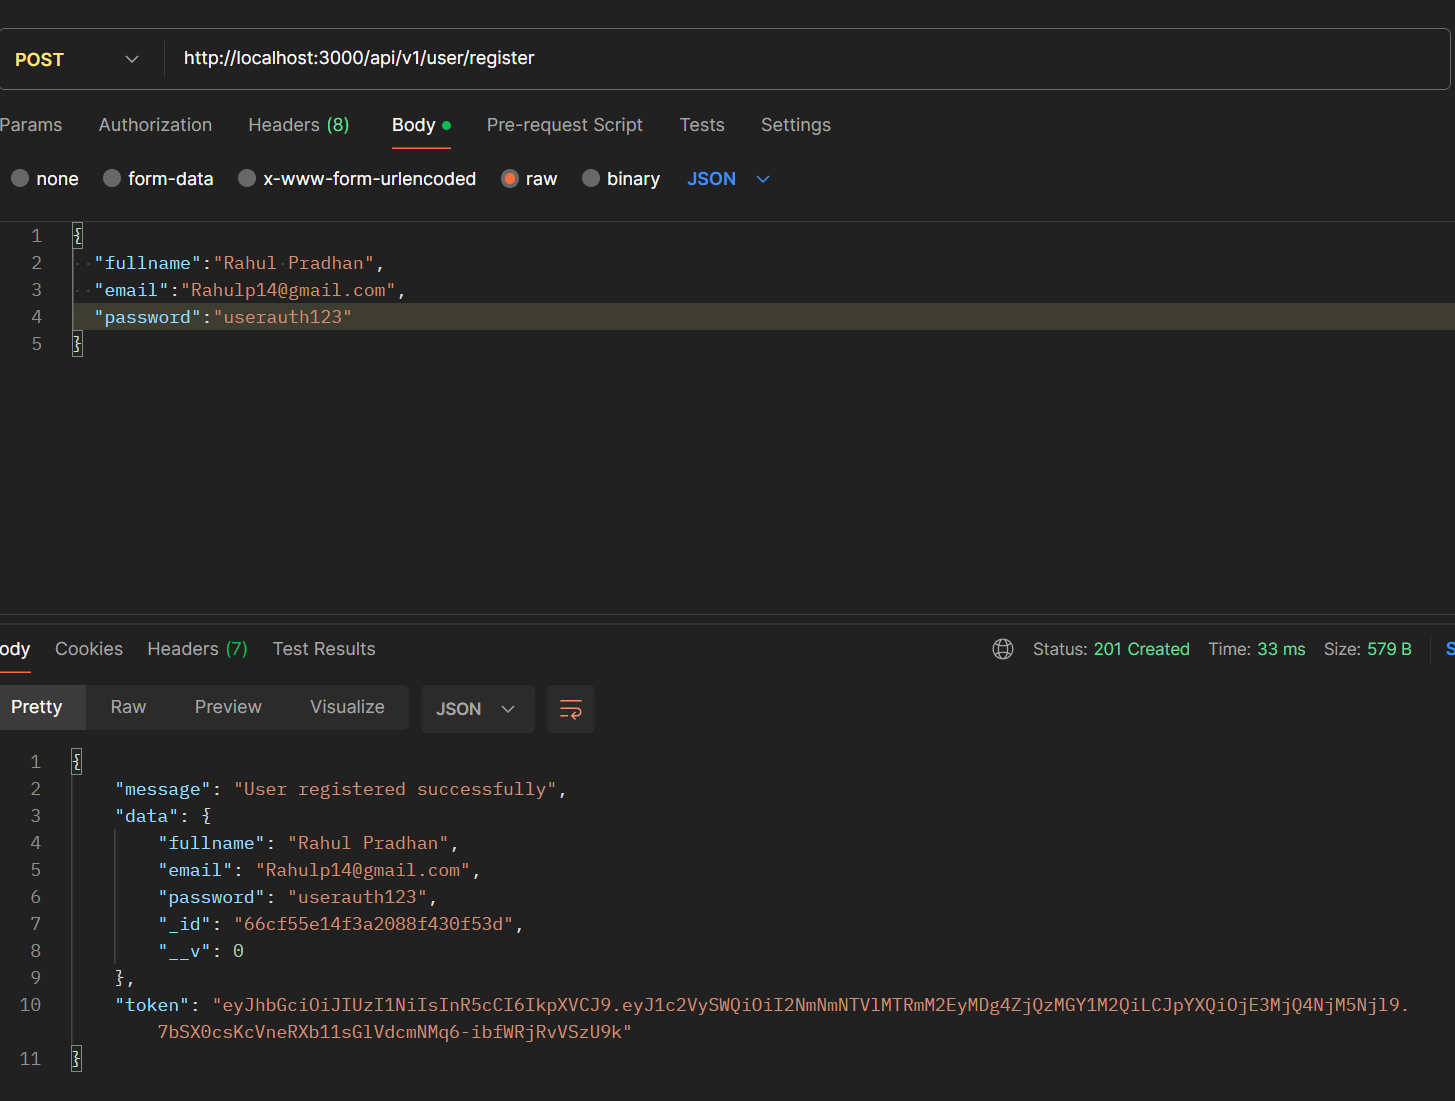 POST http://localhost:3000/api/v1/user/register
Params Authorization Headers (8) Body Pre-request Script Tests Settings
none form-data x-www-form-urlencoded raw binary JSON
1 {
2 "fullname":"Rahul Pradhan",
3 "email":"Rahulp14@gmail.com",
4 "password":"userauth123"
5 }
ody Cookies Headers (7) Test Results Status: 201 Created Time: 33 ms Size: 579 B S
Pretty Raw Preview Visualize JSON
1 {
2 "message": "User registered successfully",
3 "data": {
4 "fullname": "Rahul Pradhan",
5 "email": "Rahulp14@gmail.com",
6 "password": "userauth123",
7 "_id": "66cf55e14f3a2088f430f53d",
8 "__v": 0
9 },
10 "token": "eyJhbGciOiJIUzI1NiIsInR5cCI6IkpXVCJ9.eyJ1c2VySWQiOiI2NmNmNTVlMTRmM2EyMDg4ZjQzMGY1M2QiLCJpYXQiOjE3MjQ4NjM5Njl9.
7bSX0csKcVneRXb11sGlVdcmNMq6-ibfWRjRvVSzU9k"
11 }